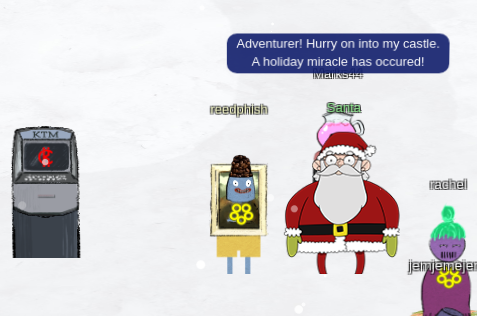 Adventurer! Hurry on into my castle.
A holiday miracle has occured!
reedphish
Santa
KTM
rachel